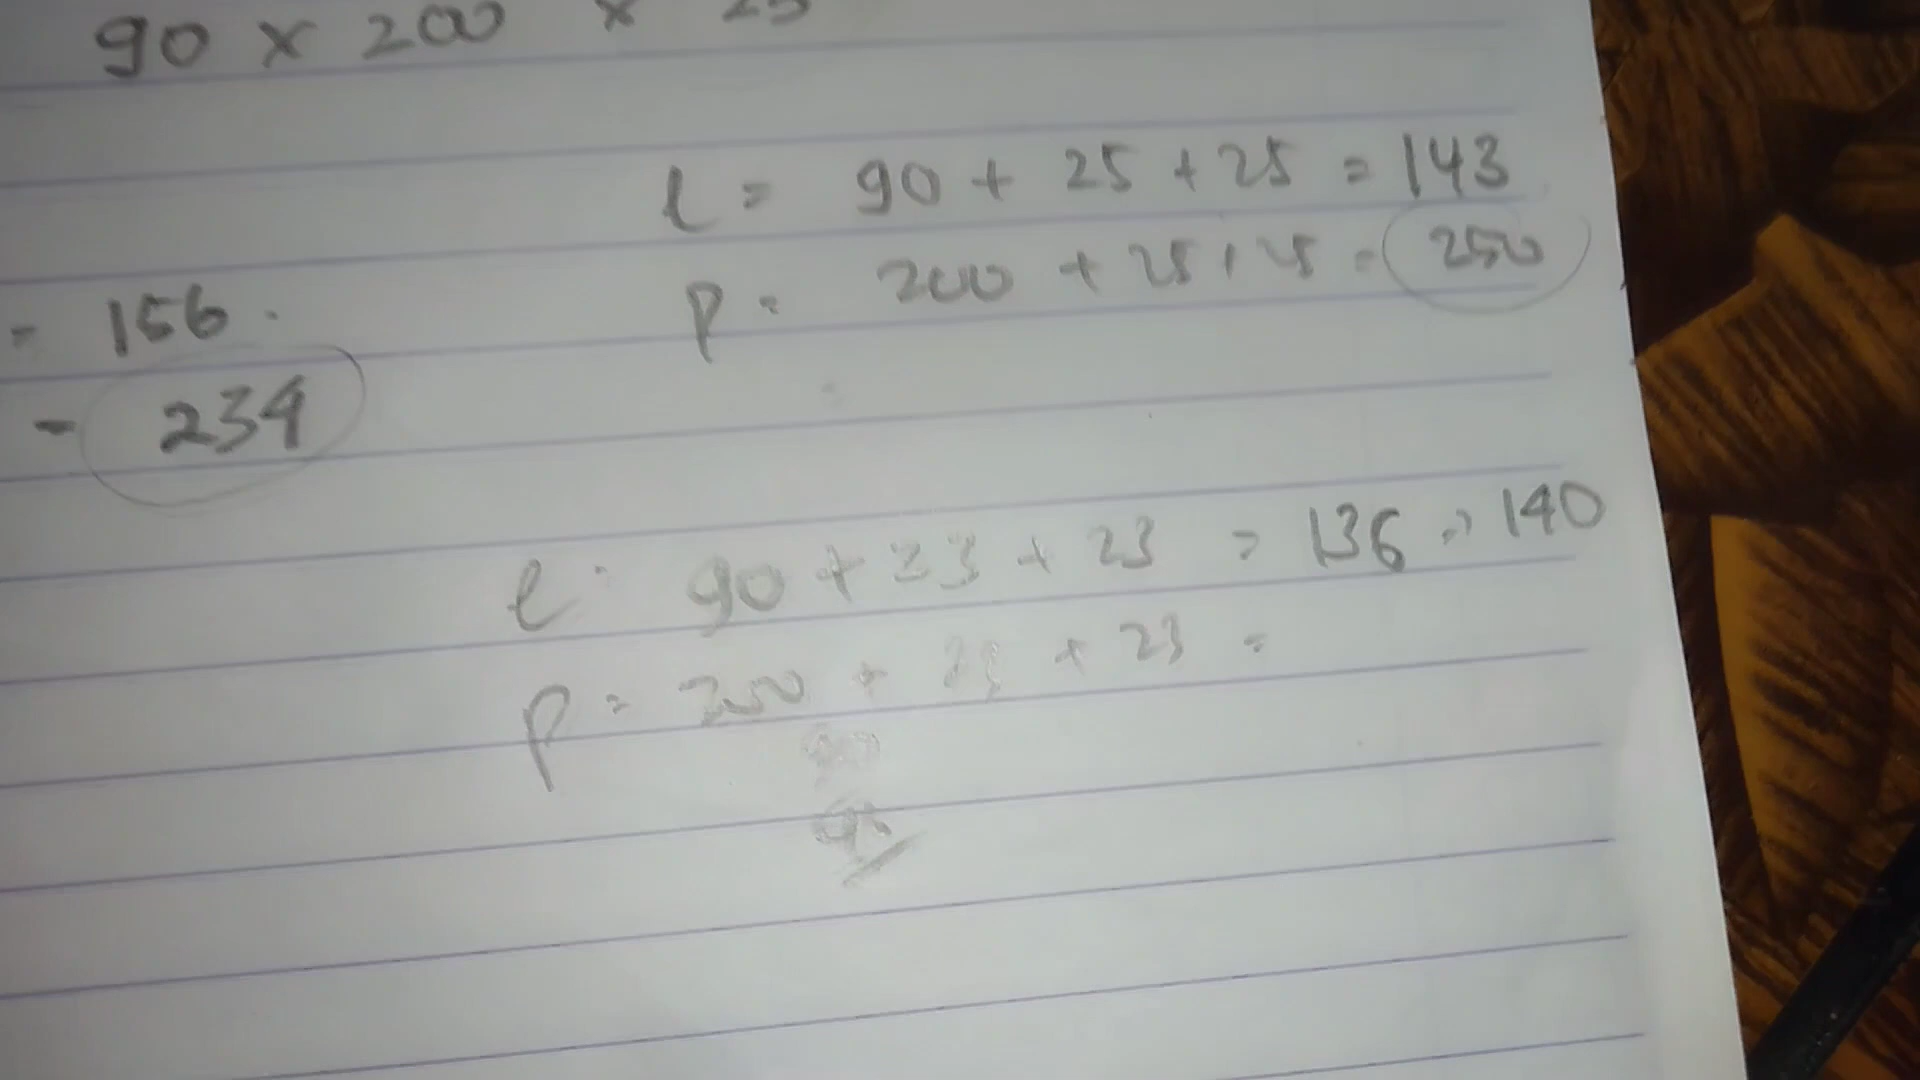 90 x 200 x 25
l = 90 + 25 + 25 = 143
p = 200 + 25 + 25 = 250
- 156.
- 234
l = 90 + 23 + 23 = 136 → 140
p = 200 + 23 + 23 =